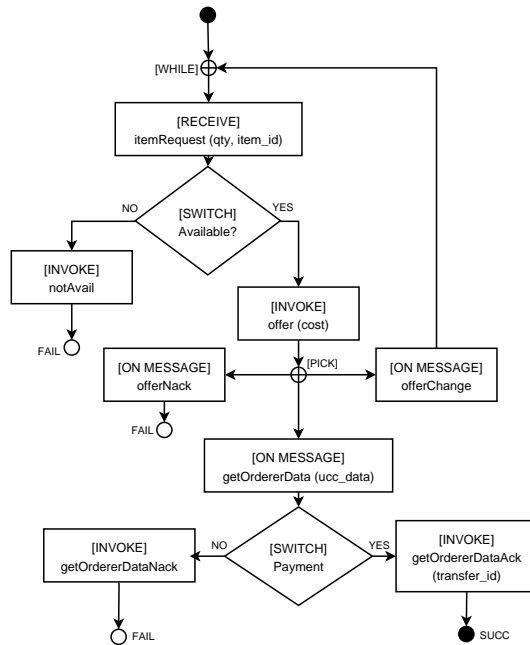 [WHILE]
[RECEIVE]
itemRequest (qty, item_id)
NO
YES
[SWITCH]
Available?
[INVOKE]
notAvail
FAIL
[INVOKE]
offer (cost)
[PICK]
[ON MESSAGE]
offerNack
FAIL
[ON MESSAGE]
offerChange
[ON MESSAGE]
getOrdererData (ucc_data)
NO
YES
[SWITCH]
Payment
[INVOKE]
getOrdererDataNack
FAIL
[INVOKE]
getOrdererDataAck
(transfer_id)
SUCC